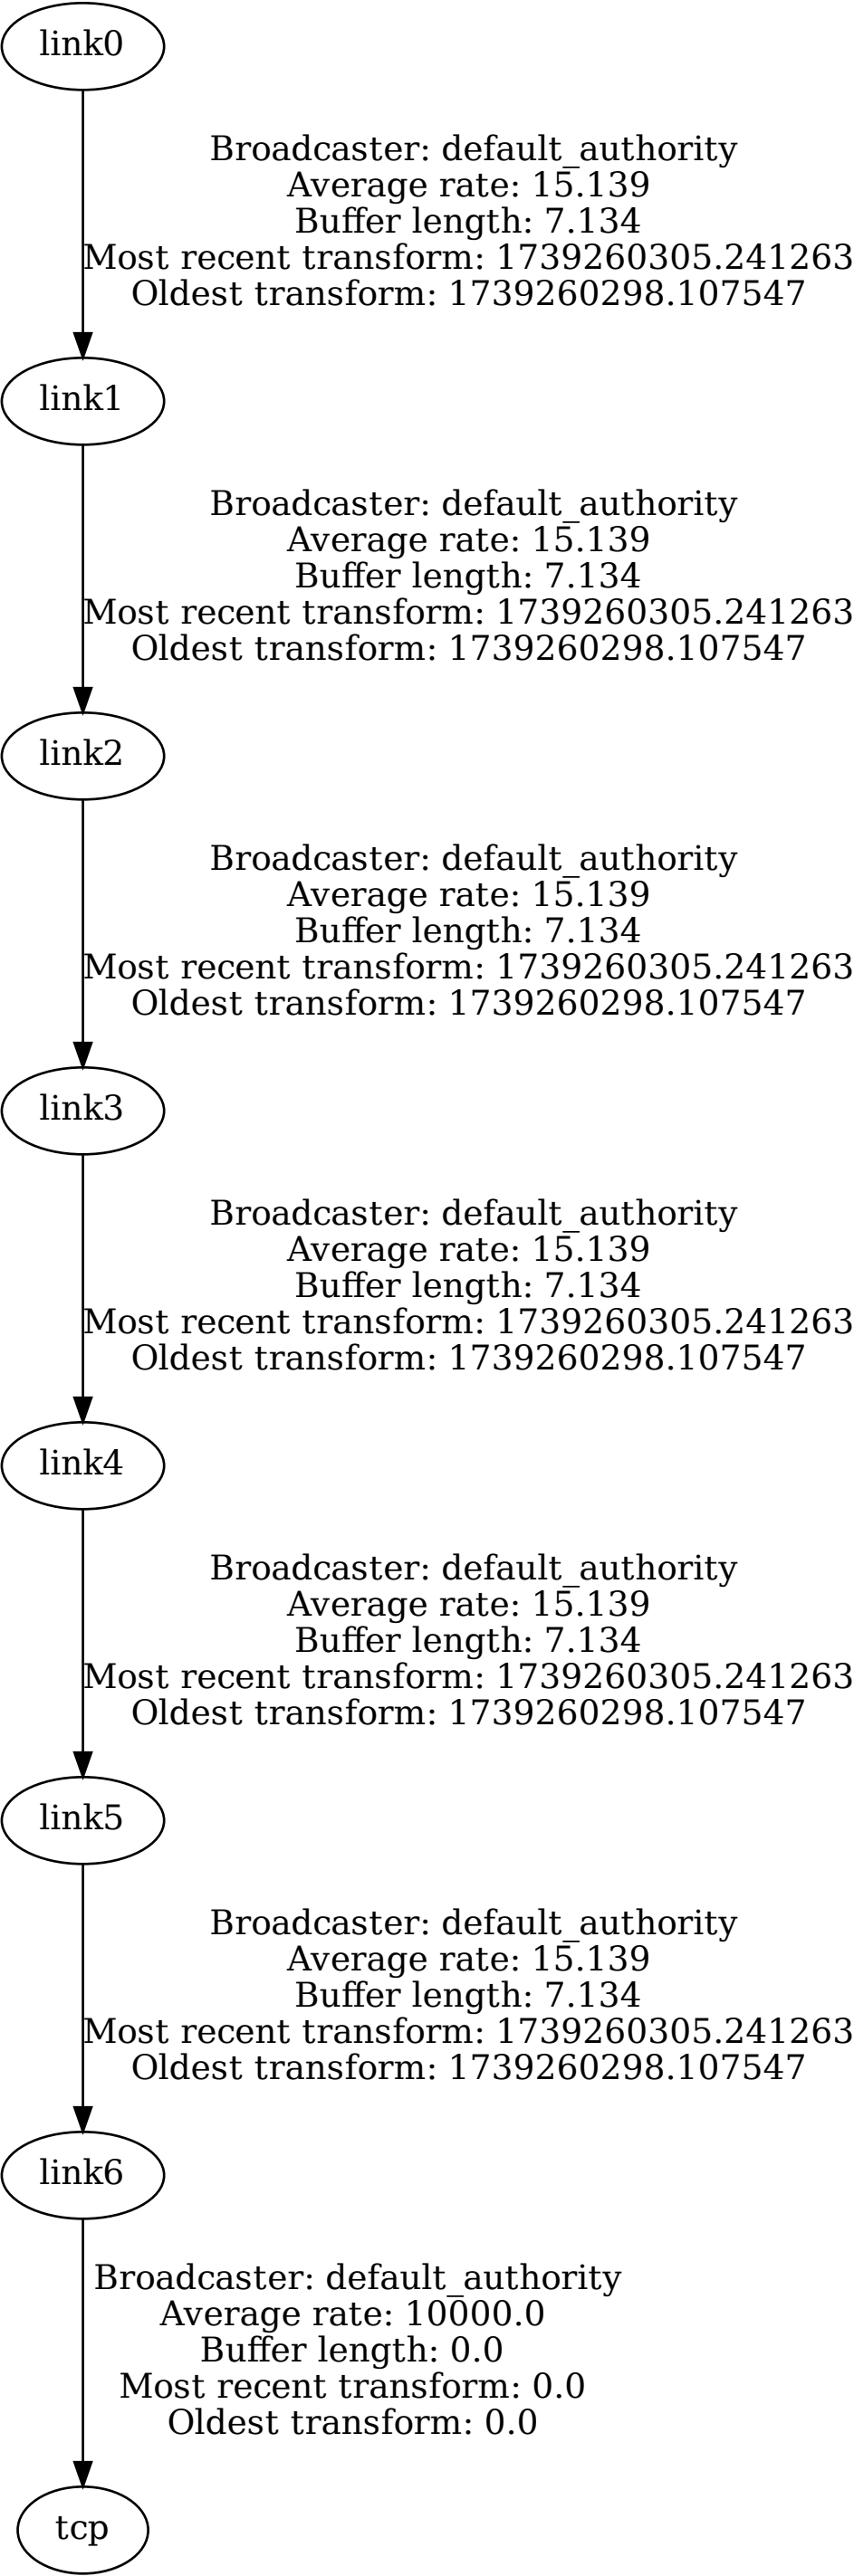 link0
Broadcaster: default_authority
Average rate: 15.139
Buffer length: 7.134
Most recent transform: 1739260305.241263
Oldest transform: 1739260298.107547
link1
Broadcaster: default_authority
Average rate: 15.139
Buffer length: 7.134
Most recent transform: 1739260305.241263
Oldest transform: 1739260298.107547
link2
Broadcaster: default_authority
Average rate: 15.139
Buffer length: 7.134
Most recent transform: 1739260305.241263
Oldest transform: 1739260298.107547
link3
Broadcaster: default_authority
Average rate: 15.139
Buffer length: 7.134
Most recent transform: 1739260305.241263
Oldest transform: 1739260298.107547
link4
Broadcaster: default_authority
Average rate: 15.139
Buffer length: 7.134
Most recent transform: 1739260305.241263
Oldest transform: 1739260298.107547
link5
Broadcaster: default_authority
Average rate: 15.139
Buffer length: 7.134
Most recent transform: 1739260305.241263
Oldest transform: 1739260298.107547
link6
Broadcaster: default_authority
Average rate: 10000.0
Buffer length: 0.0
Most recent transform: 0.0
Oldest transform: 0.0
tcp